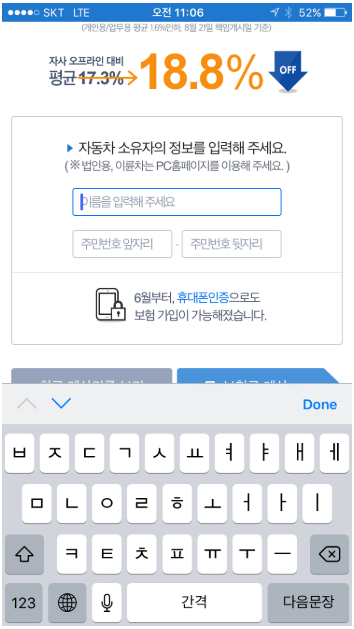 SKT LTE 오전 11:06 52%
(개인용/업무용 평균 1.6%인하, 8월 21일 책임개시일 기준)
자사 오프라인 대비
평균 17.3% 18.8% OFF
자동차 소유자의 정보를 입력해 주세요.
(※ 법인용, 이륜차는 PC홈페이지를 이용해 주세요. )
이름을 입력해 주세요
주민번호 앞자리 - 주민번호 뒷자리
6월부터, 휴대폰인증으로도
보험 가입이 가능해졌습니다.
Done
ㅂ ㅈ ㄷ ㄱ ㅅ ㅛ ㅕ ㅑ ㅐ ㅔ
ㅁ ㄴ ㅇ ㄹ ㅎ ㅗ ㅓ ㅏ ㅣ
ㅋ ㅌ ㅊ ㅍ ㅠ ㅜ ㅡ
123 간격 다음문장